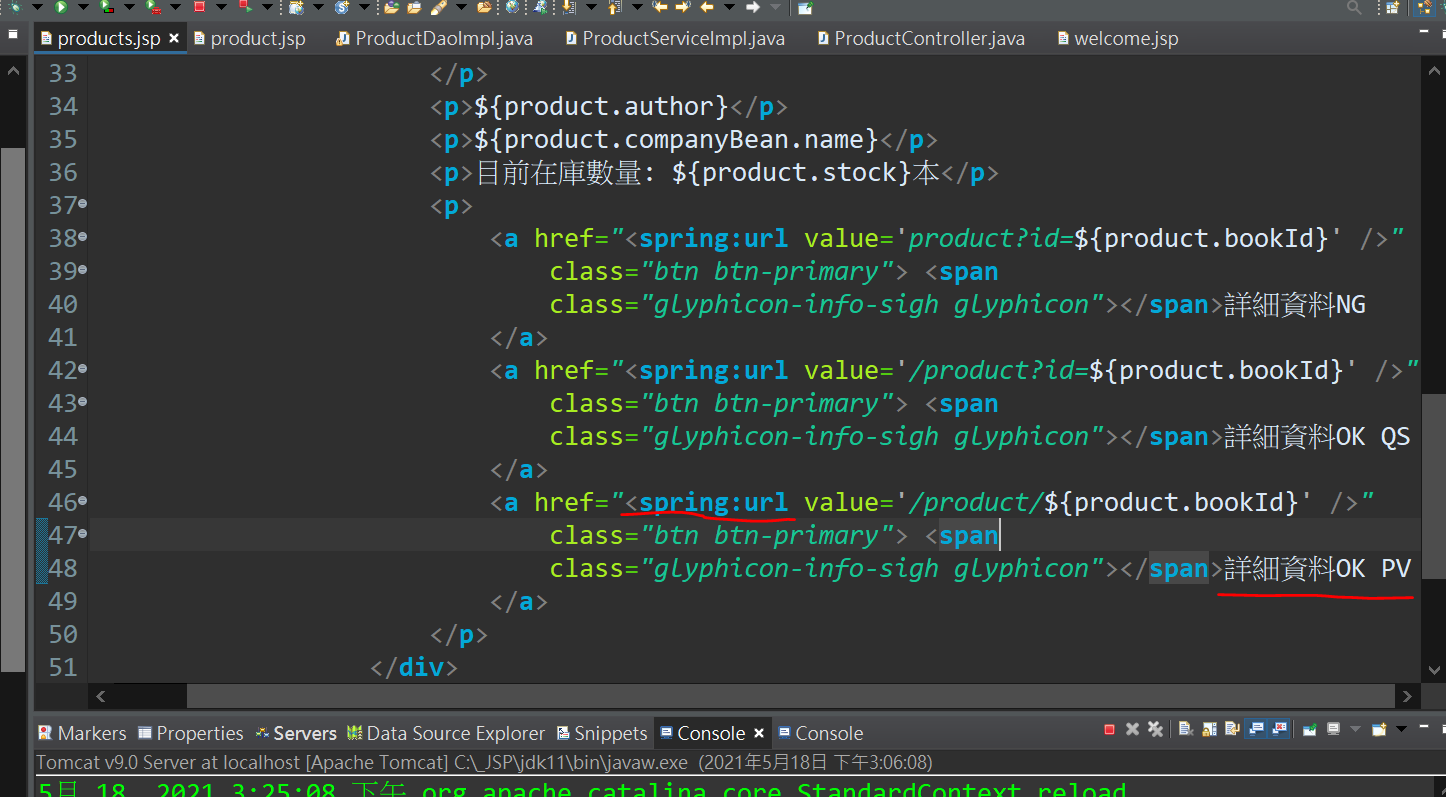 products.jsp product.jsp ProductDaoImpl.java ProductServiceImpl.java ProductController.java welcome.jsp
33 </p>
34 <p>${product.author}</p>
35 <p>${product.companyBean.name}</p>
36 <p>目前在庫數量: ${product.stock}本</p>
37 <p>
38 <a href="<spring:url value='product?id=${product.bookId}' />"
39 class="btn btn-primary"> <span
40 class="glyphicon-info-sigh glyphicon"></span>詳細資料NG
41 </a>
42 <a href="<spring:url value='/product?id=${product.bookId}' />"
43 class="btn btn-primary"> <span
44 class="glyphicon-info-sigh glyphicon"></span>詳細資料OK QS
45 </a>
46 <a href="<spring:url value='/product/${product.bookId}' />"
47 class="btn btn-primary"> <span
48 class="glyphicon-info-sigh glyphicon"></span>詳細資料OK PV
49 </a>
50 </p>
51 </div>
Markers Properties Servers Data Source Explorer Snippets Console Console
Tomcat v9.0 Server at localhost [Apache Tomcat] C:\_JSP\jdk11\bin\javaw.exe (2021年5月18日 下午3:06:08)
5月 18, 2021 3:25:08 下午 org.apache.catalina.core.StandardContext reload